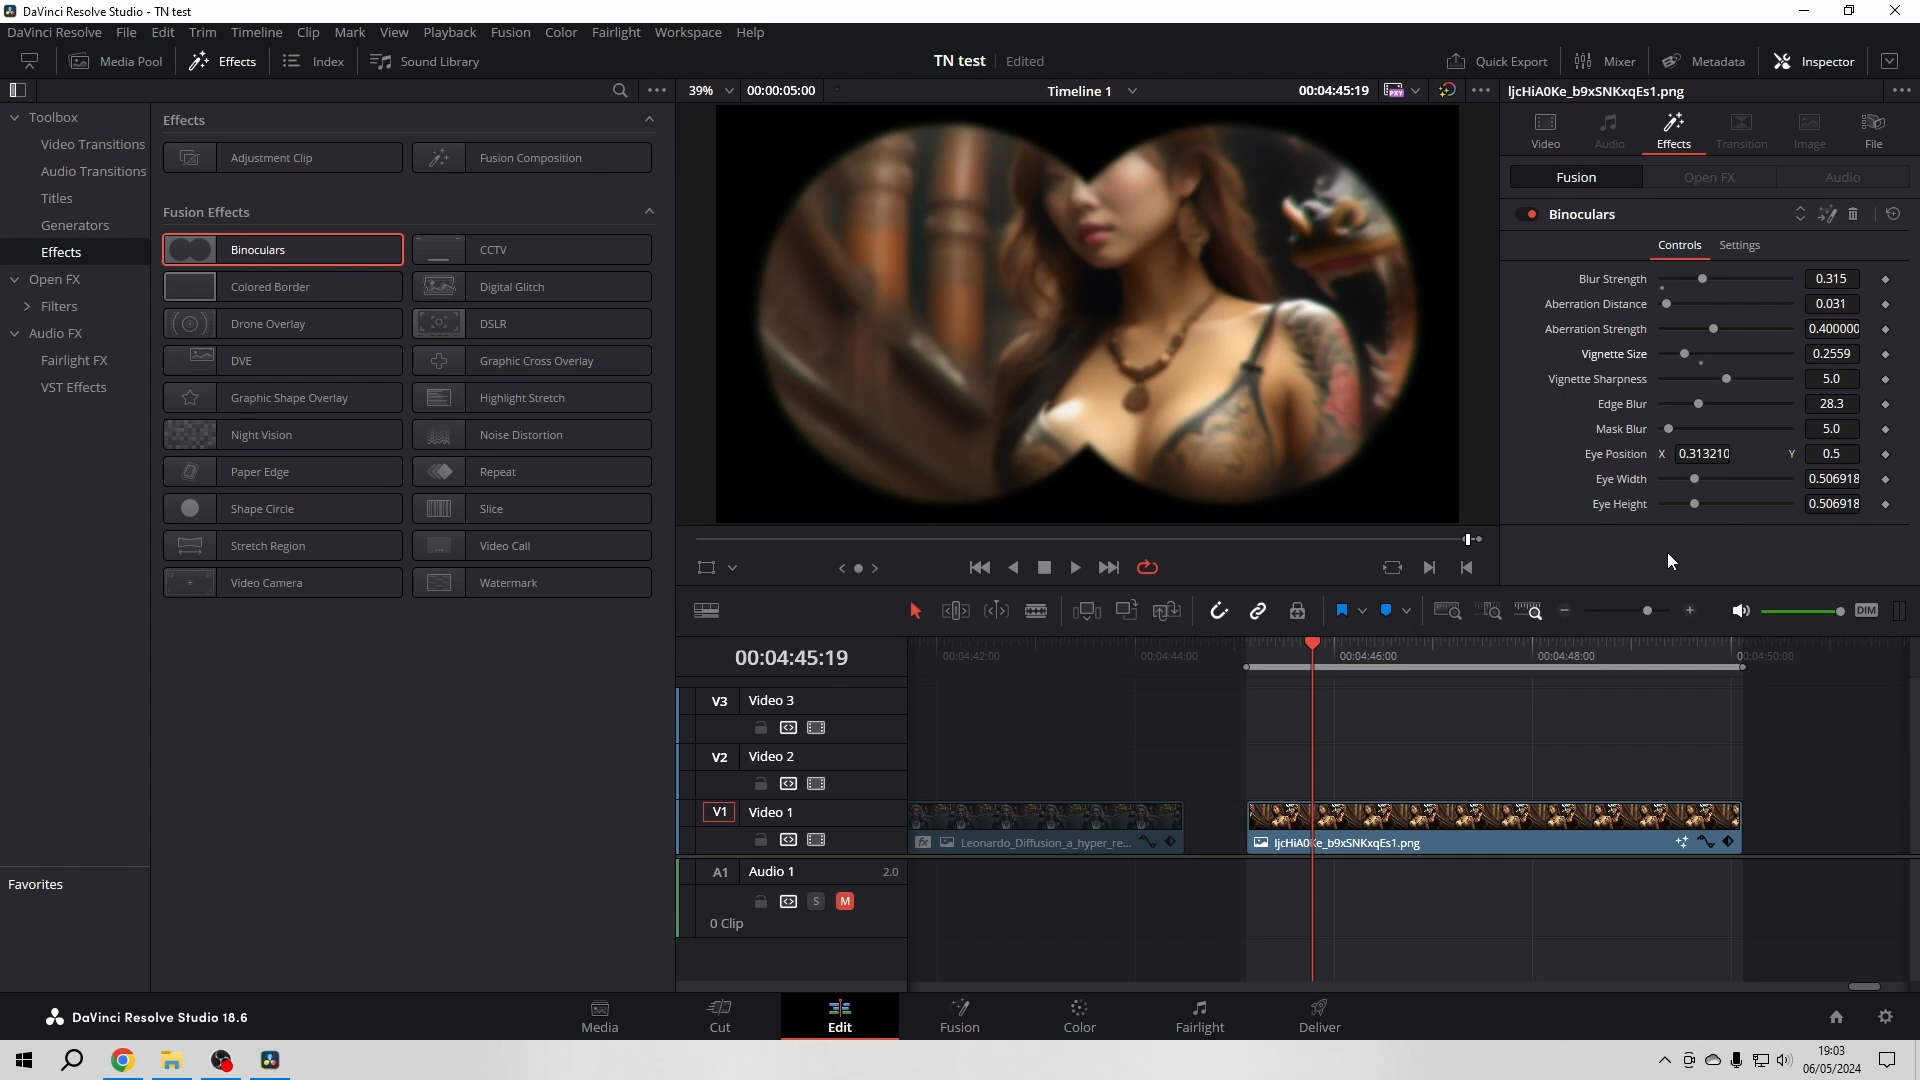 DaVinci Resolve Studio - TN test
DaVinci Resolve File Edit Trim Timeline Clip Mark View Playback Fusion Color Fairlight Workspace Help
Media Pool Effects Index Sound Library TN test Edited Quick Export Mixer Metadata Inspector
39% 00:00:05:00 Timeline 1 00:04:45:19 PXY ljcHiA0Ke_b9xSNKxqEs1.png
Toolbox
Video Transitions
Audio Transitions
Titles
Generators
Effects
Open FX
Filters
Audio FX
Fairlight FX
VST Effects
Favorites
Effects
Adjustment Clip Fusion Composition
Fusion Effects
Binoculars CCTV
Colored Border Digital Glitch
Drone Overlay DSLR
DVE Graphic Cross Overlay
Graphic Shape Overlay Highlight Stretch
Night Vision Noise Distortion
Paper Edge Repeat
Shape Circle Slice
Stretch Region Video Call
Video Camera Watermark
Video Audio Effects Transition Image File
Fusion Open FX Audio
Binoculars
Controls Settings
Blur Strength 0.315
Aberration Distance 0.031
Aberration Strength 0.400000
Vignette Size 0.2559
Vignette Sharpness 5.0
Edge Blur 28.3
Mask Blur 5.0
Eye Position X 0.313210 Y 0.5
Eye Width 0.506918
Eye Height 0.506918
DIM
00:04:45:19 00:04:42:00 00:04:44:00 00:04:46:00 00:04:48:00 00:04:50:00
V3 Video 3
V2 Video 2
V1 Video 1
fx Leonardo_Diffusion_a_hyper_re... ljcHiA0Ke_b9xSNKxqEs1.png
A1 Audio 1 2.0
S M
0 Clip
DaVinci Resolve Studio 18.6 Media Cut Edit Fusion Color Fairlight Deliver
19:03
06/05/2024